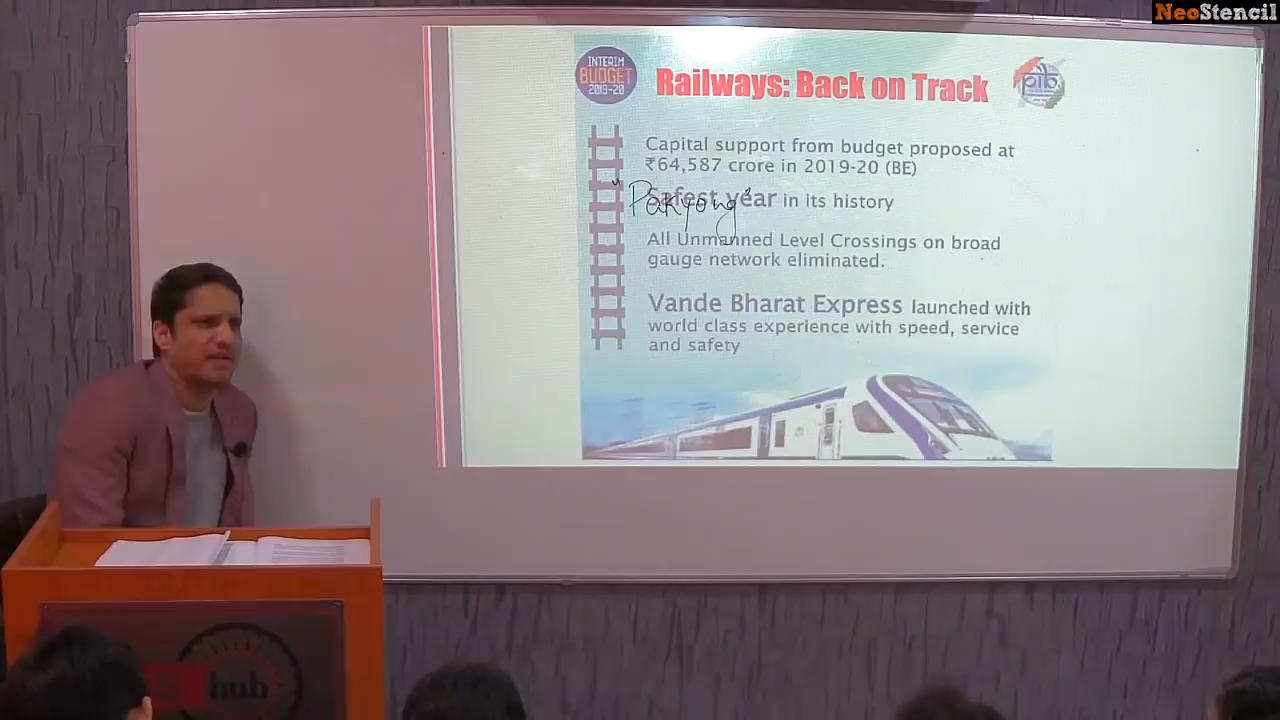 NeoStencil
INTERIM
BUDGET
2019-20
Railways: Back on Track
pib
Capital support from budget proposed at
₹64,587 crore in 2019-20 (BE)
Safest year in its history
"Pakyong"
All Unmanned Level Crossings on broad
gauge network eliminated.
Vande Bharat Express launched with
world class experience with speed, service
and safety
hub